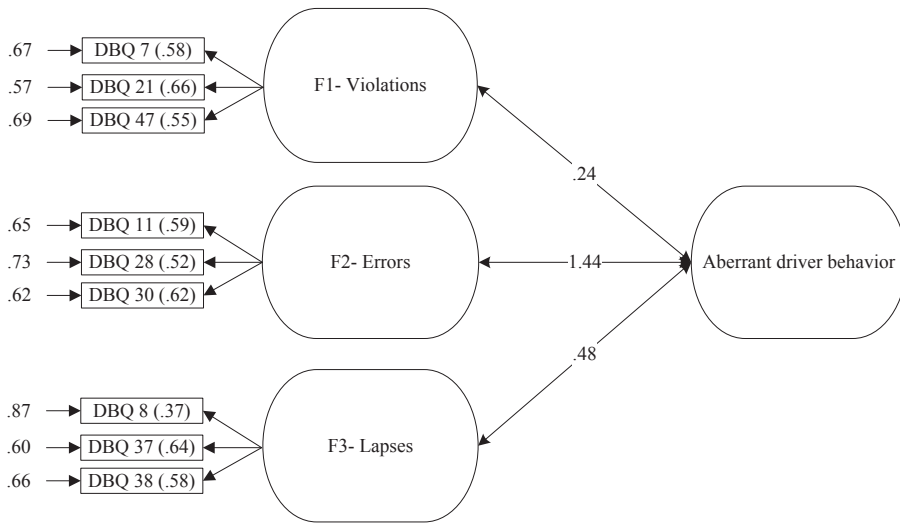 .67
DBQ 7 (.58)
.57
DBQ 21 (.66)
.69
DBQ 47 (.55)
F1- Violations
.24
.65
DBQ 11 (.59)
.73
DBQ 28 (.52)
.62
DBQ 30 (.62)
F2- Errors
1.44
Aberrant driver behavior
.48
.87
DBQ 8 (.37)
.60
DBQ 37 (.64)
.66
DBQ 38 (.58)
F3- Lapses